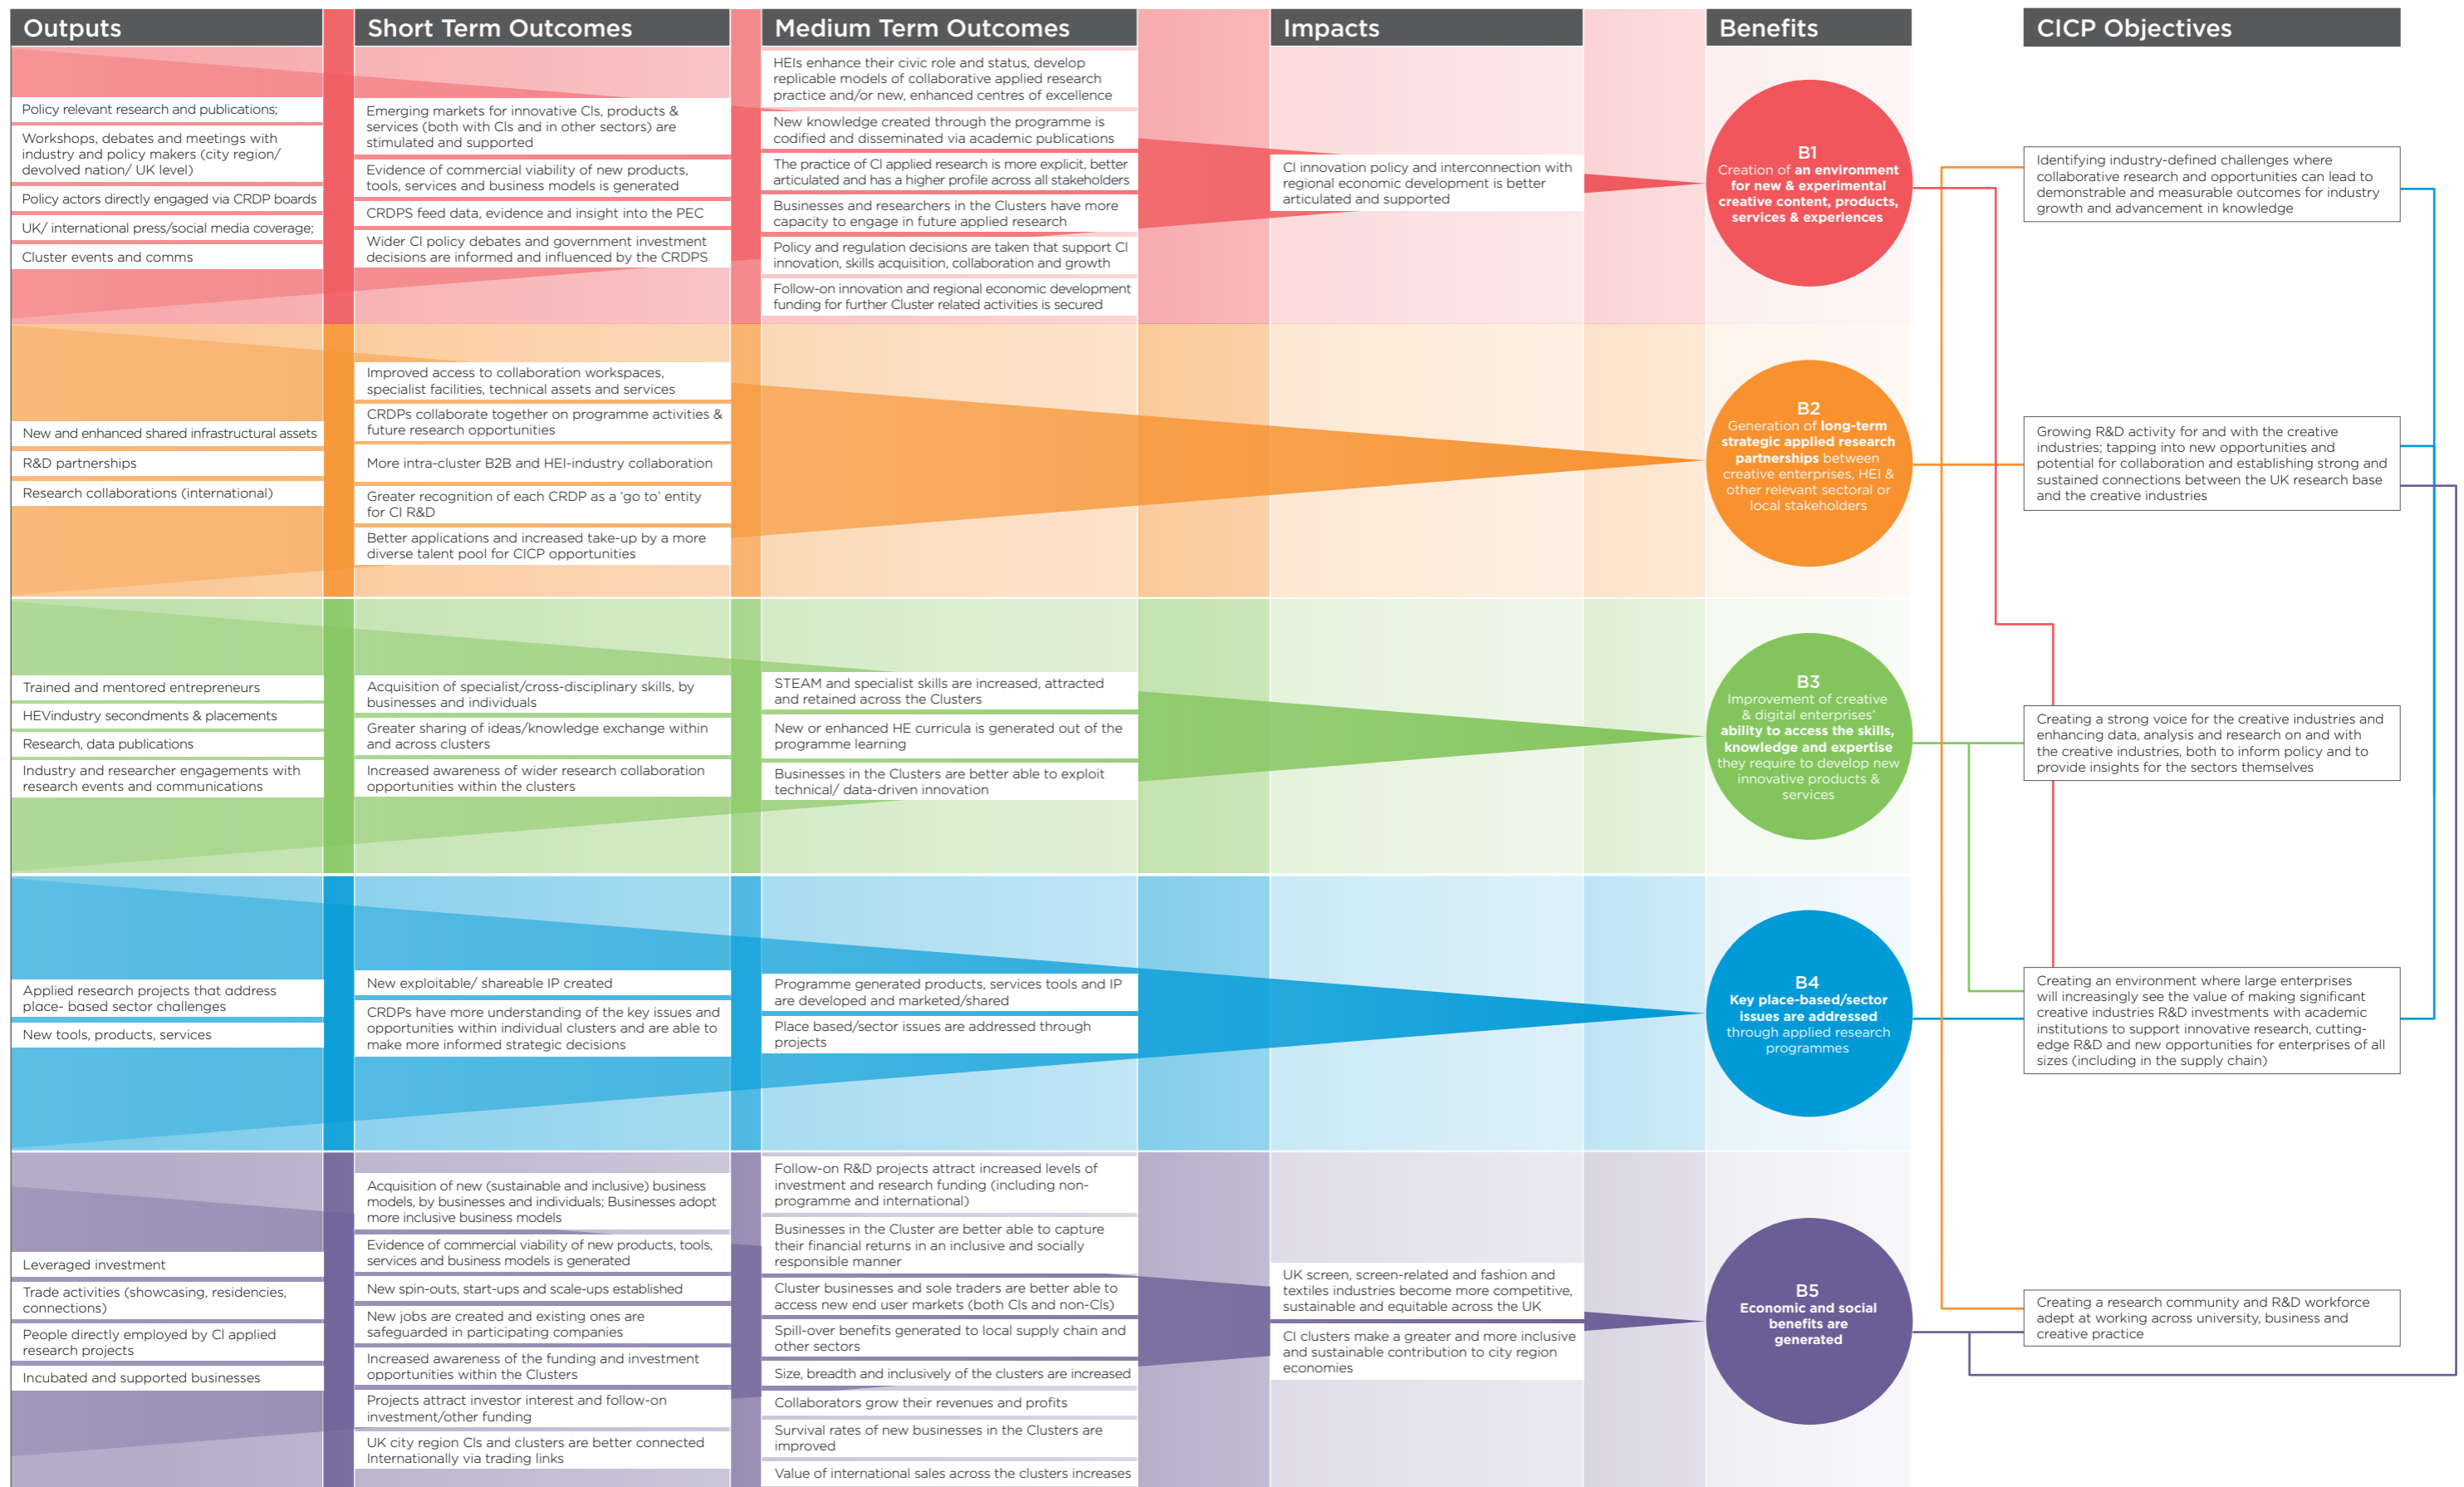 Outputs
Short Term Outcomes
Medium Term Outcomes
Impacts
Benefits
CICP Objectives
Policy relevant research and publications;
Workshops, debates and meetings with
industry and policy makers (city region/
devolved nation/ UK level)
Policy actors directly engaged via CRDP boards
UK/ international press/social media coverage;
Cluster events and comms
Emerging markets for innovative CIs, products &
services (both with CIs and in other sectors) are
stimulated and supported
Evidence of commercial viability of new products,
tools, services and business models is generated
CRDPS feed data, evidence and insight into the PEC
Wider CI policy debates and government investment
decisions are informed and influenced by the CRDPS
HEIs enhance their civic role and status, develop
replicable models of collaborative applied research
practice and/or new, enhanced centres of excellence
New knowledge created through the programme is
codified and disseminated via academic publications
The practice of CI applied research is more explicit, better
articulated and has a higher profile across all stakeholders
Businesses and researchers in the Clusters have more
capacity to engage in future applied research
Policy and regulation decisions are taken that support CI
innovation, skills acquisition, collaboration and growth
Follow-on innovation and regional economic development
funding for further Cluster related activities is secured
CI innovation policy and interconnection with
regional economic development is better
articulated and supported
B1
Creation of an environment
for new & experimental
creative content, products,
services & experiences
Identifying industry-defined challenges where
collaborative research and opportunities can lead to
demonstrable and measurable outcomes for industry
growth and advancement in knowledge
New and enhanced shared infrastructural assets
R&D partnerships
Research collaborations (international)
Improved access to collaboration workspaces,
specialist facilities, technical assets and services
CRDPs collaborate together on programme activities &
future research opportunities
More intra-cluster B2B and HEI-industry collaboration
Greater recognition of each CRDP as a 'go to' entity
for CI R&D
Better applications and increased take-up by a more
diverse talent pool for CICP opportunities
B2
Generation of long-term
strategic applied research
partnerships between
creative enterprises, HEI &
other relevant sectoral or
local stakeholders
Growing R&D activity for and with the creative
industries; tapping into new opportunities and
potential for collaboration and establishing strong and
sustained connections between the UK research base
and the creative industries
Trained and mentored entrepreneurs
HEVindustry secondments & placements
Research, data publications
Industry and researcher engagements with
research events and communications
Acquisition of specialist/cross-disciplinary skills, by
businesses and individuals
Greater sharing of ideas/knowledge exchange within
and across clusters
Increased awareness of wider research collaboration
opportunities within the clusters
STEAM and specialist skills are increased, attracted
and retained across the Clusters
New or enhanced HE curricula is generated out of the
programme learning
Businesses in the Clusters are better able to exploit
technical/ data-driven innovation
B3
Improvement of creative
& digital enterprises'
ability to access the skills,
knowledge and expertise
they require to develop new
innovative products &
services
Creating a strong voice for the creative industries and
enhancing data, analysis and research on and with
the creative industries, both to inform policy and to
provide insights for the sectors themselves
Applied research projects that address
place- based sector challenges
New tools, products, services
New exploitable/ shareable IP created
CRDPs have more understanding of the key issues and
opportunities within individual clusters and are able to
make more informed strategic decisions
Programme generated products, services tools and IP
are developed and marketed/shared
Place based/sector issues are addressed through
projects
B4
Key place-based/sector
issues are addressed
through applied research
programmes
Creating an environment where large enterprises
will increasingly see the value of making significant
creative industries R&D investments with academic
institutions to support innovative research, cutting-
edge R&D and new opportunities for enterprises of all
sizes (including in the supply chain)
Leveraged investment
Trade activities (showcasing, residencies,
connections)
People directly employed by CI applied
research projects
Incubated and supported businesses
Acquisition of new (sustainable and inclusive) business
models, by businesses and individuals; Businesses adopt
more inclusive business models
Evidence of commercial viability of new products, tools,
services and business models is generated
New spin-outs, start-ups and scale-ups established
New jobs are created and existing ones are
safeguarded in participating companies
Increased awareness of the funding and investment
opportunities within the Clusters
Projects attract investor interest and follow-on
investment/other funding
UK city region CIs and clusters are better connected
Internationally via trading links
Follow-on R&D projects attract increased levels of
investment and research funding (including non-
programme and international)
Businesses in the Cluster are better able to capture
their financial returns in an inclusive and socially
responsible manner
Cluster businesses and sole traders are better able to
access new end user markets (both CIs and non-CIs)
Spill-over benefits generated to local supply chain and
other sectors
Size, breadth and inclusively of the clusters are increased
Collaborators grow their revenues and profits
Survival rates of new businesses in the Clusters are
improved
Value of international sales across the clusters increases
UK screen, screen-related and fashion and
textiles industries become more competitive,
sustainable and equitable across the UK
CI clusters make a greater and more inclusive
and sustainable contribution to city region
economies
B5
Economic and social
benefits are
generated
Creating a research community and R&D workforce
adept at working across university, business and
creative practice